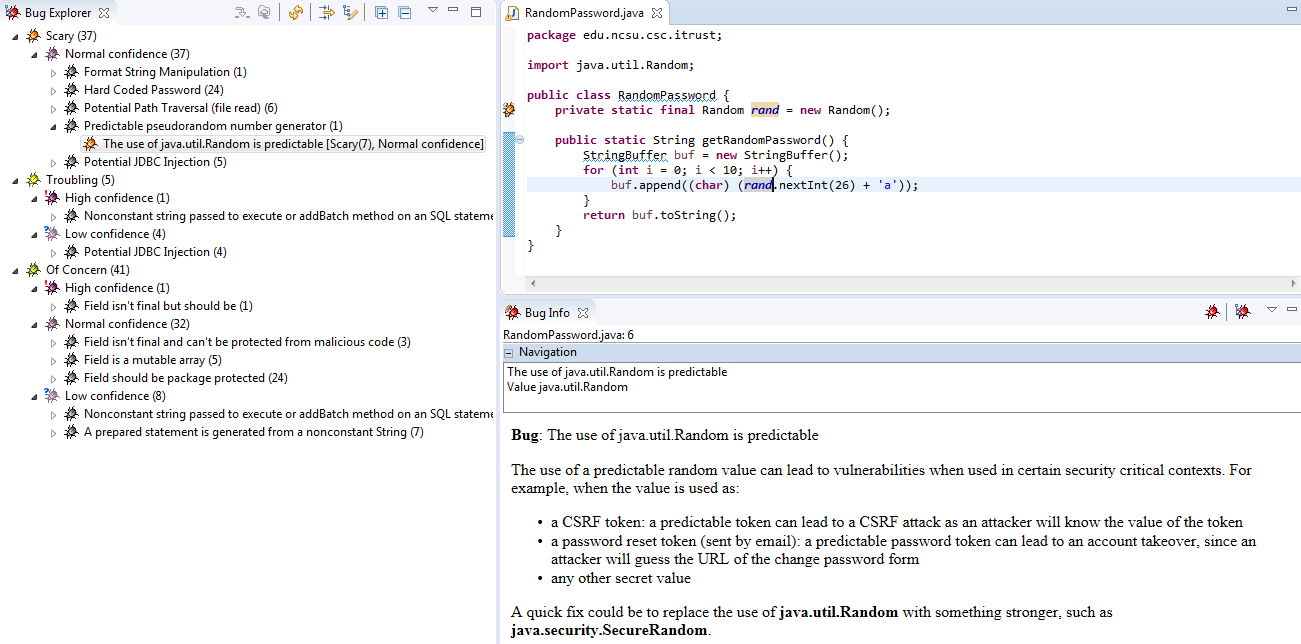 Bug Explorer
Scary (37)
Normal confidence (37)
Format String Manipulation (1)
Hard Coded Password (24)
Potential Path Traversal (file read) (6)
Predictable pseudorandom number generator (1)
The use of java.util.Random is predictable [Scary(7), Normal confidence]
Potential JDBC Injection (5)
Troubling (5)
High confidence (1)
Nonconstant string passed to execute or addBatch method on an SQL stateme
Low confidence (4)
Potential JDBC Injection (4)
Of Concern (41)
High confidence (1)
Field isn't final but should be (1)
Normal confidence (32)
Field isn't final and can't be protected from malicious code (3)
Field is a mutable array (5)
Field should be package protected (24)
Low confidence (8)
Nonconstant string passed to execute or addBatch method on an SQL stateme
A prepared statement is generated from a nonconstant String (7)
RandomPassword.java
package edu.ncsu.csc.itrust;
import java.util.Random;
public class RandomPassword {
private static final Random rand = new Random();
public static String getRandomPassword() {
StringBuffer buf = new StringBuffer();
for (int i = 0; i < 10; i++) {
buf.append((char) (rand.nextInt(26) + 'a'));
}
return buf.toString();
}
}
Bug Info
RandomPassword.java: 6
Navigation
The use of java.util.Random is predictable
Value java.util.Random
Bug: The use of java.util.Random is predictable
The use of a predictable random value can lead to vulnerabilities when used in certain security critical contexts. For
example, when the value is used as:
• a CSRF token: a predictable token can lead to a CSRF attack as an attacker will know the value of the token
• a password reset token (sent by email): a predictable password token can lead to an account takeover, since an
attacker will guess the URL of the change password form
• any other secret value
A quick fix could be to replace the use of java.util.Random with something stronger, such as
java.security.SecureRandom.